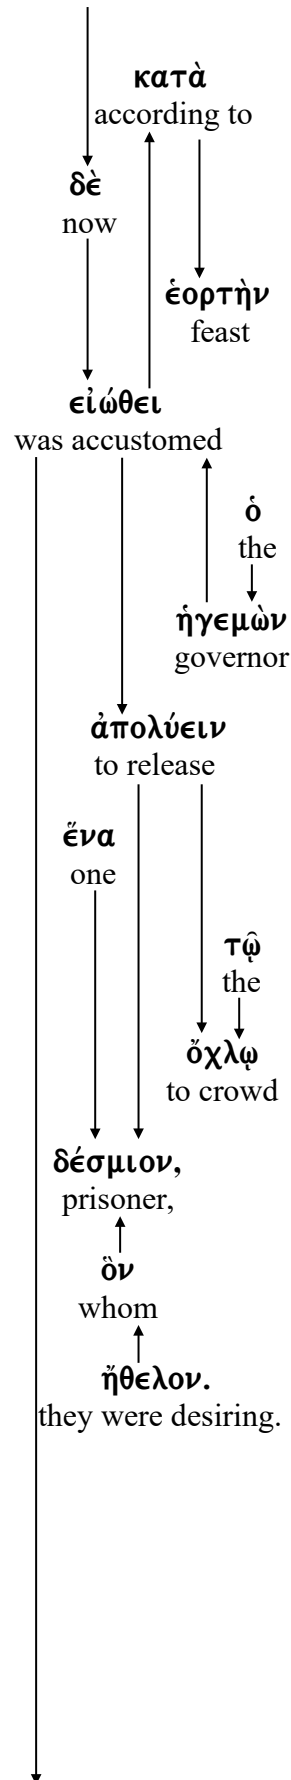 κατὰ
according to
δὲ
now
ἑορτὴν
feast
εἰώθει
was accustomed
ὁ
the
ἡγεμὼν
governor
ἀπολύειν
to release
ἕνα
one
τῷ
the
ὄχλῳ
to crowd
δέσμιον,
prisoner,
ὃν
whom
ἤθελον.
they were desiring.